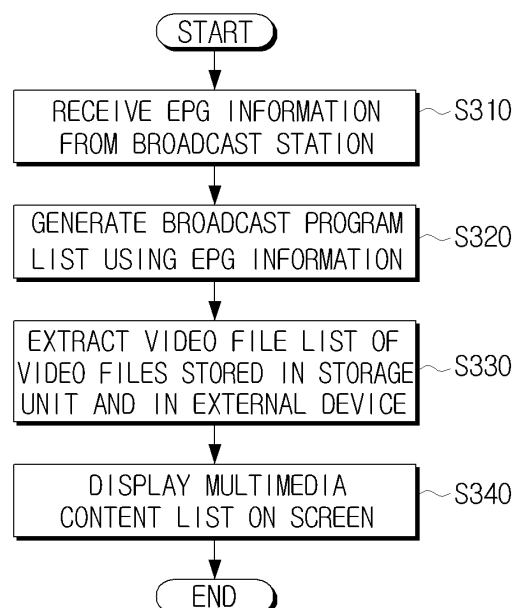 START
RECEIVE EPG INFORMATION
FROM BROADCAST STATION
S310
GENERATE BROADCAST PROGRAM
LIST USING EPG INFORMATION
S320
EXTRACT VIDEO FILE LIST OF
VIDEO FILES STORED IN STORAGE
UNIT AND IN EXTERNAL DEVICE
S330
DISPLAY MULTIMEDIA
CONTENT LIST ON SCREEN
S340
END